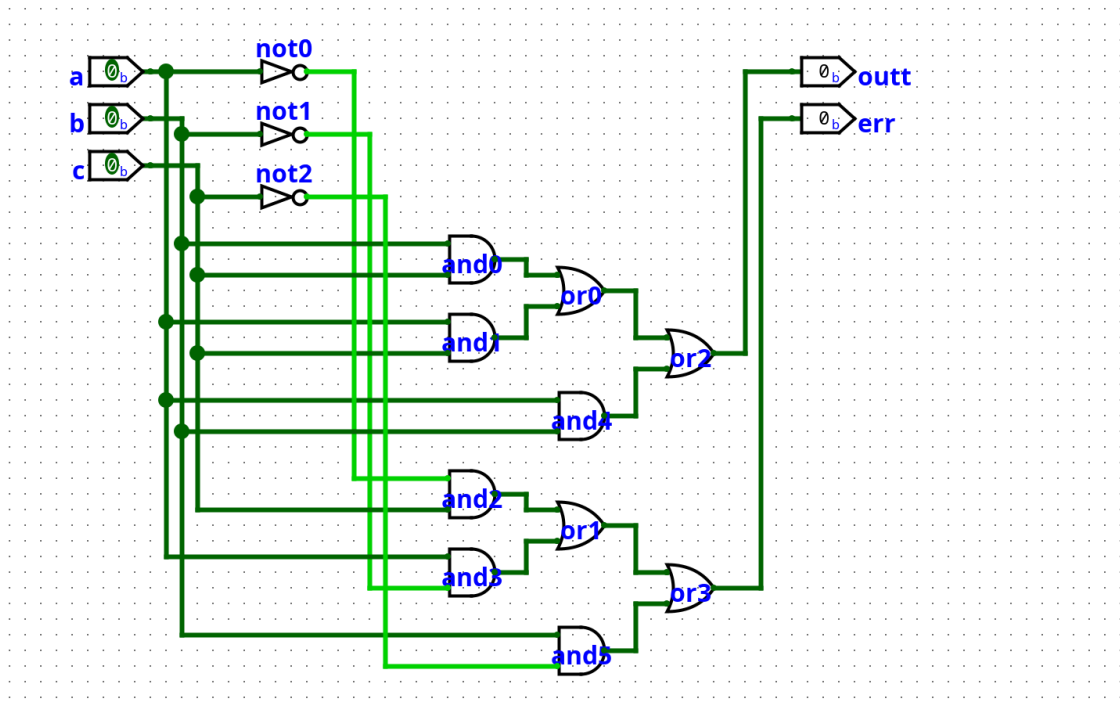 a 0b
not0
outt 0b
b 0b
not1
err 0b
c 0b
not2
and0
or0
and1
or2
and4
and2
or1
and3
or3
and5